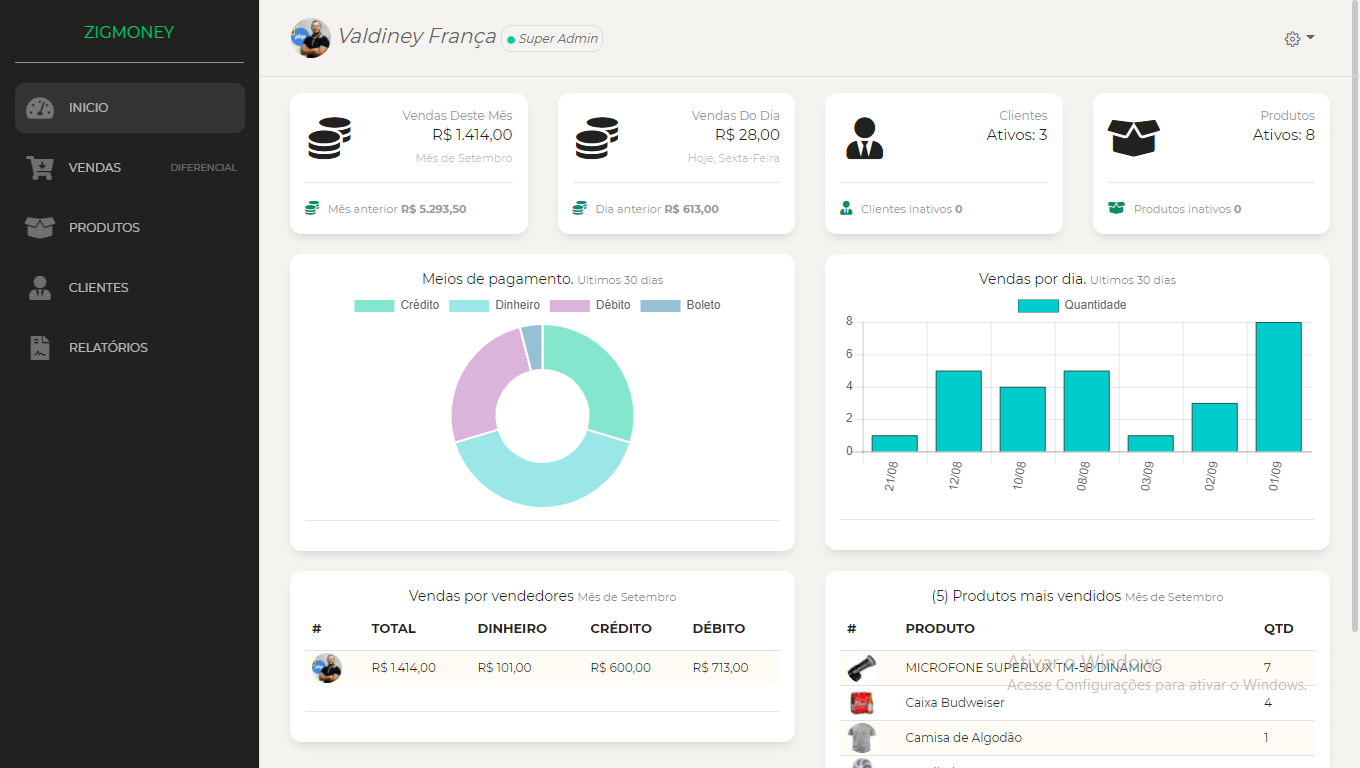 ZIGMONEY
INICIO
VENDAS DIFERENCIAL
PRODUTOS
CLIENTES
RELATÓRIOS
Valdiney França Super Admin
Vendas Deste Mês
R$ 1.414,00
Mês de Setembro
Mês anterior R$ 5.293,50
Vendas Do Dia
R$ 28,00
Hoje, Sexta-Feira
Dia anterior R$ 613,00
Clientes
Ativos: 3
Clientes inativos 0
Produtos
Ativos: 8
Produtos inativos 0
Meios de pagamento. Ultimos 30 dias
Crédito Dinheiro Débito Boleto
Vendas por dia. Ultimos 30 dias
Quantidade
8
6
4
2
0
21/08 12/08 10/08 08/08 03/09 02/09 01/09
Vendas por vendedores Mês de Setembro
# TOTAL DINHEIRO CRÉDITO DÉBITO
php R$ 1.414,00 R$ 101,00 R$ 600,00 R$ 713,00
(5) Produtos mais vendidos Mês de Setembro
# PRODUTO QTD
MICROFONE SUPERLUX TM-58 DINÂMICO 7
Caixa Budweiser 4
Camisa de Algodão 1
Ativar o Windows
Acesse Configurações para ativar o Windows.